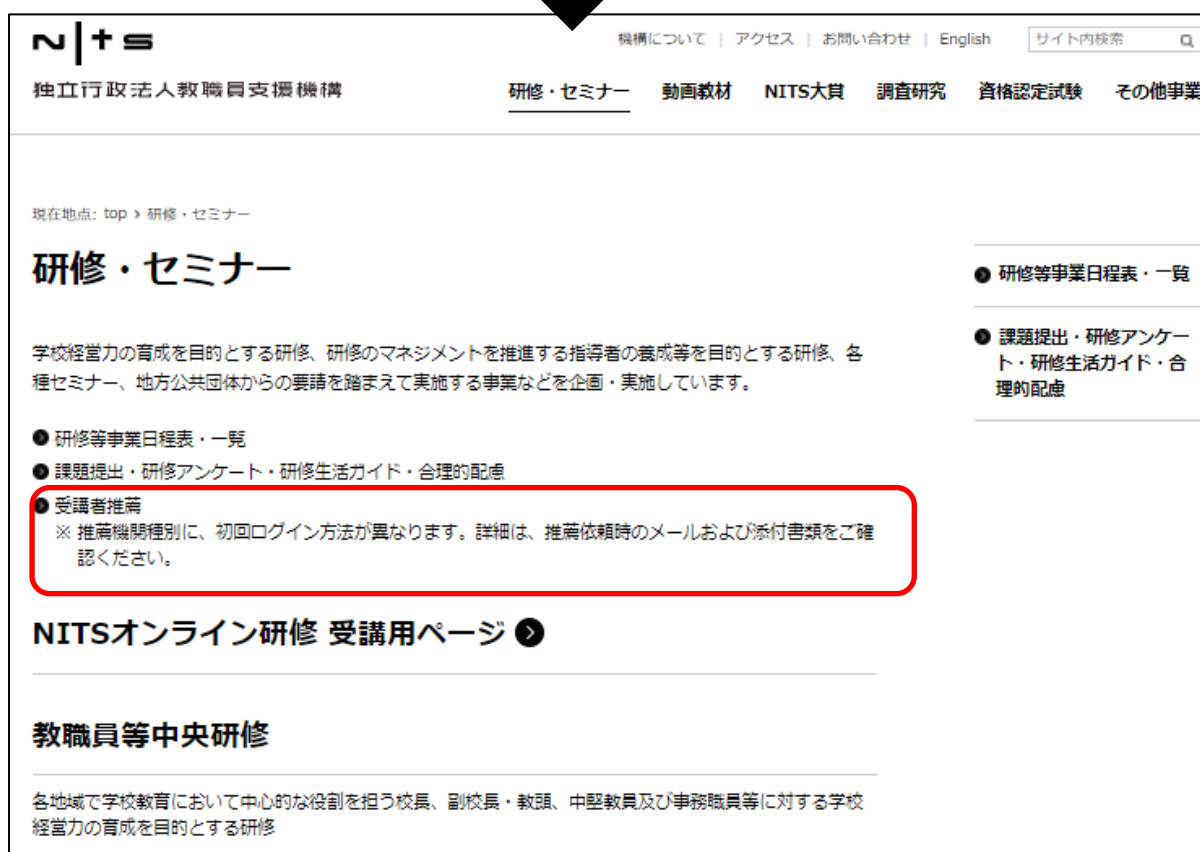 N|ts
機構について | アクセス | お問い合わせ | English
サイト内検索
独立行政法人教職員支援機構
研修・セミナー 動画教材 NITS大賞 調査研究 資格認定試験 その他事業
現在地点: top › 研修・セミナー
研修・セミナー
学校経営力の育成を目的とする研修、研修のマネジメントを推進する指導者の養成等を目的とする研修、各
種セミナー、地方公共団体からの要請を踏まえて実施する事業などを企画・実施しています。
研修等事業日程表・一覧
課題提出・研修アンケート・研修生活ガイド・合理的配慮
受講者推薦
※ 推薦機関種別に、初回ログイン方法が異なります。詳細は、推薦依頼時のメールおよび添付書類をご確
認ください。
NITSオンライン研修 受講用ページ
教職員等中央研修
各地域で学校教育において中心的な役割を担う校長、副校長・教頭、中堅教員及び事務職員等に対する学校
経営力の育成を目的とする研修
研修等事業日程表・一覧
課題提出・研修アンケー
ト・研修生活ガイド・合
理的配慮